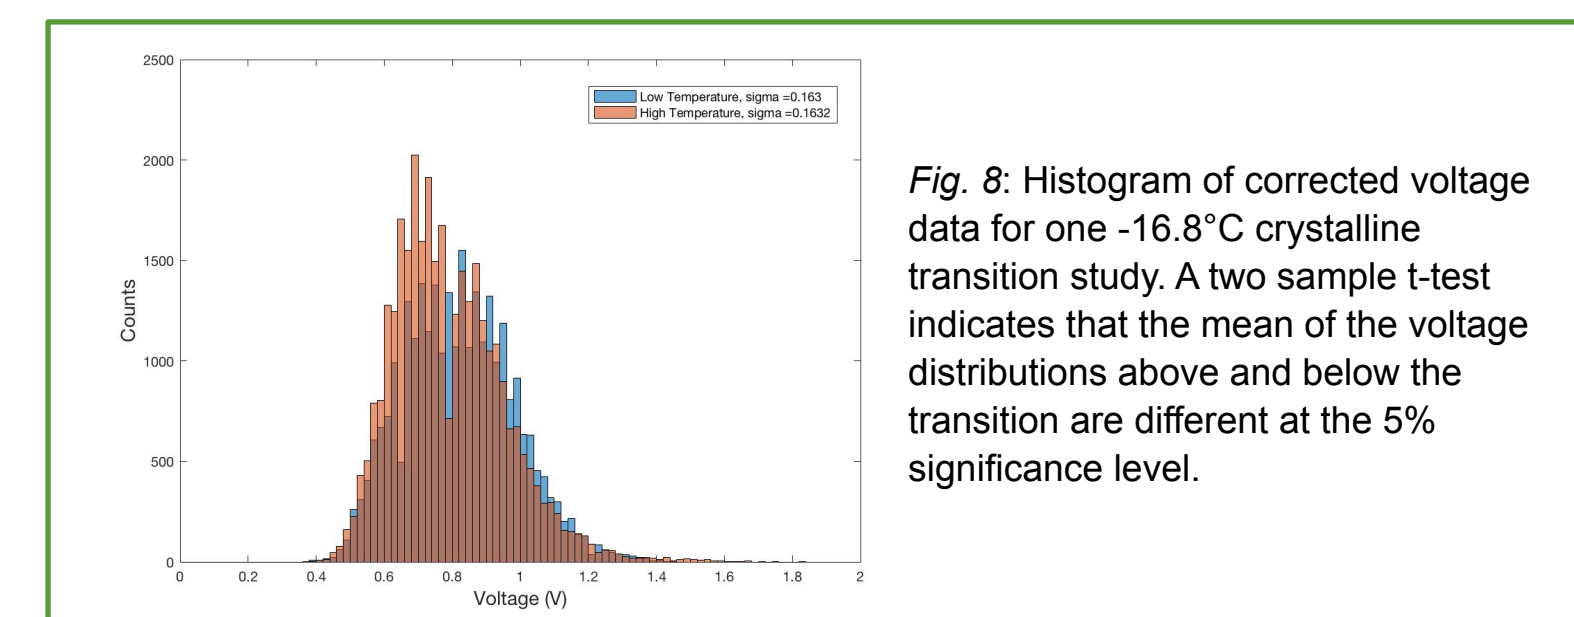 2500
2000
1500
1000
500
0
Counts
Low Temperature, sigma =0.163
High Temperature, sigma =0.1632
0 0.2 0.4 0.6 0.8 1 1.2 1.4 1.6 1.8 2
Voltage (V)
Fig. 8: Histogram of corrected voltage
data for one -16.8°C crystalline
transition study. A two sample t-test
indicates that the mean of the voltage
distributions above and below the
transition are different at the 5%
significance level.